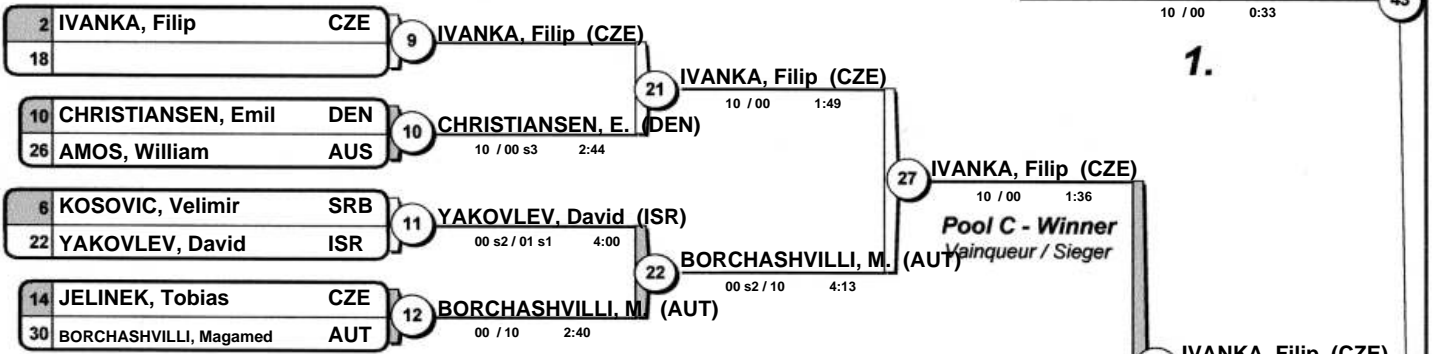 2 IVANKA, Filip CZE
18
9
IVANKA, Filip (CZE)
10 CHRISTIANSEN, Emil DEN
26 AMOS, William AUS
10
CHRISTIANSEN, E. (DEN)
10 / 00 s3 2:44
21
IVANKA, Filip (CZE)
10 / 00 1:49
6 KOSOVIC, Velimir SRB
22 YAKOVLEV, David ISR
11
YAKOVLEV, David (ISR)
00 s2 / 01 s1 4:00
14 JELINEK, Tobias CZE
30 BORCHASHVILLI, Magamed AUT
12
BORCHASHVILLI, M. (AUT)
00 / 10 2:40
22
BORCHASHVILLI, M. (AUT)
00 s2 / 10 4:13
27
IVANKA, Filip (CZE)
10 / 00 1:36
Pool C - Winner
Vainqueur / Sieger
10 / 00 0:33
1.
IVANKA, Filip (CZE)